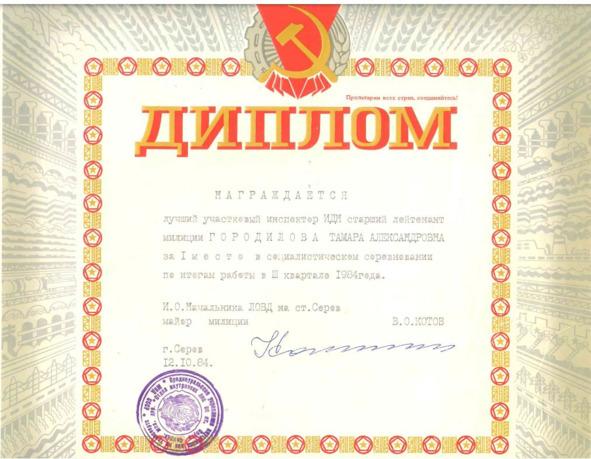 Пролетарии всех стран, соединяйтесь!
ДИПЛОМ
НАГРАЖДАЕТСЯ
лучший участковый инспектор ИДН старший лейтенант
милиции ГОРОДИЛОВА ТАМАРА АЛЕКСАНДРОВНА
за I место в социалистическом соревновании
по итогам работы в III квартале 1984года.
И.О.Начальника ЛОВД на ст.Серов
майор милиции В.О.КОТОВ
г.Серов
12.10.84.